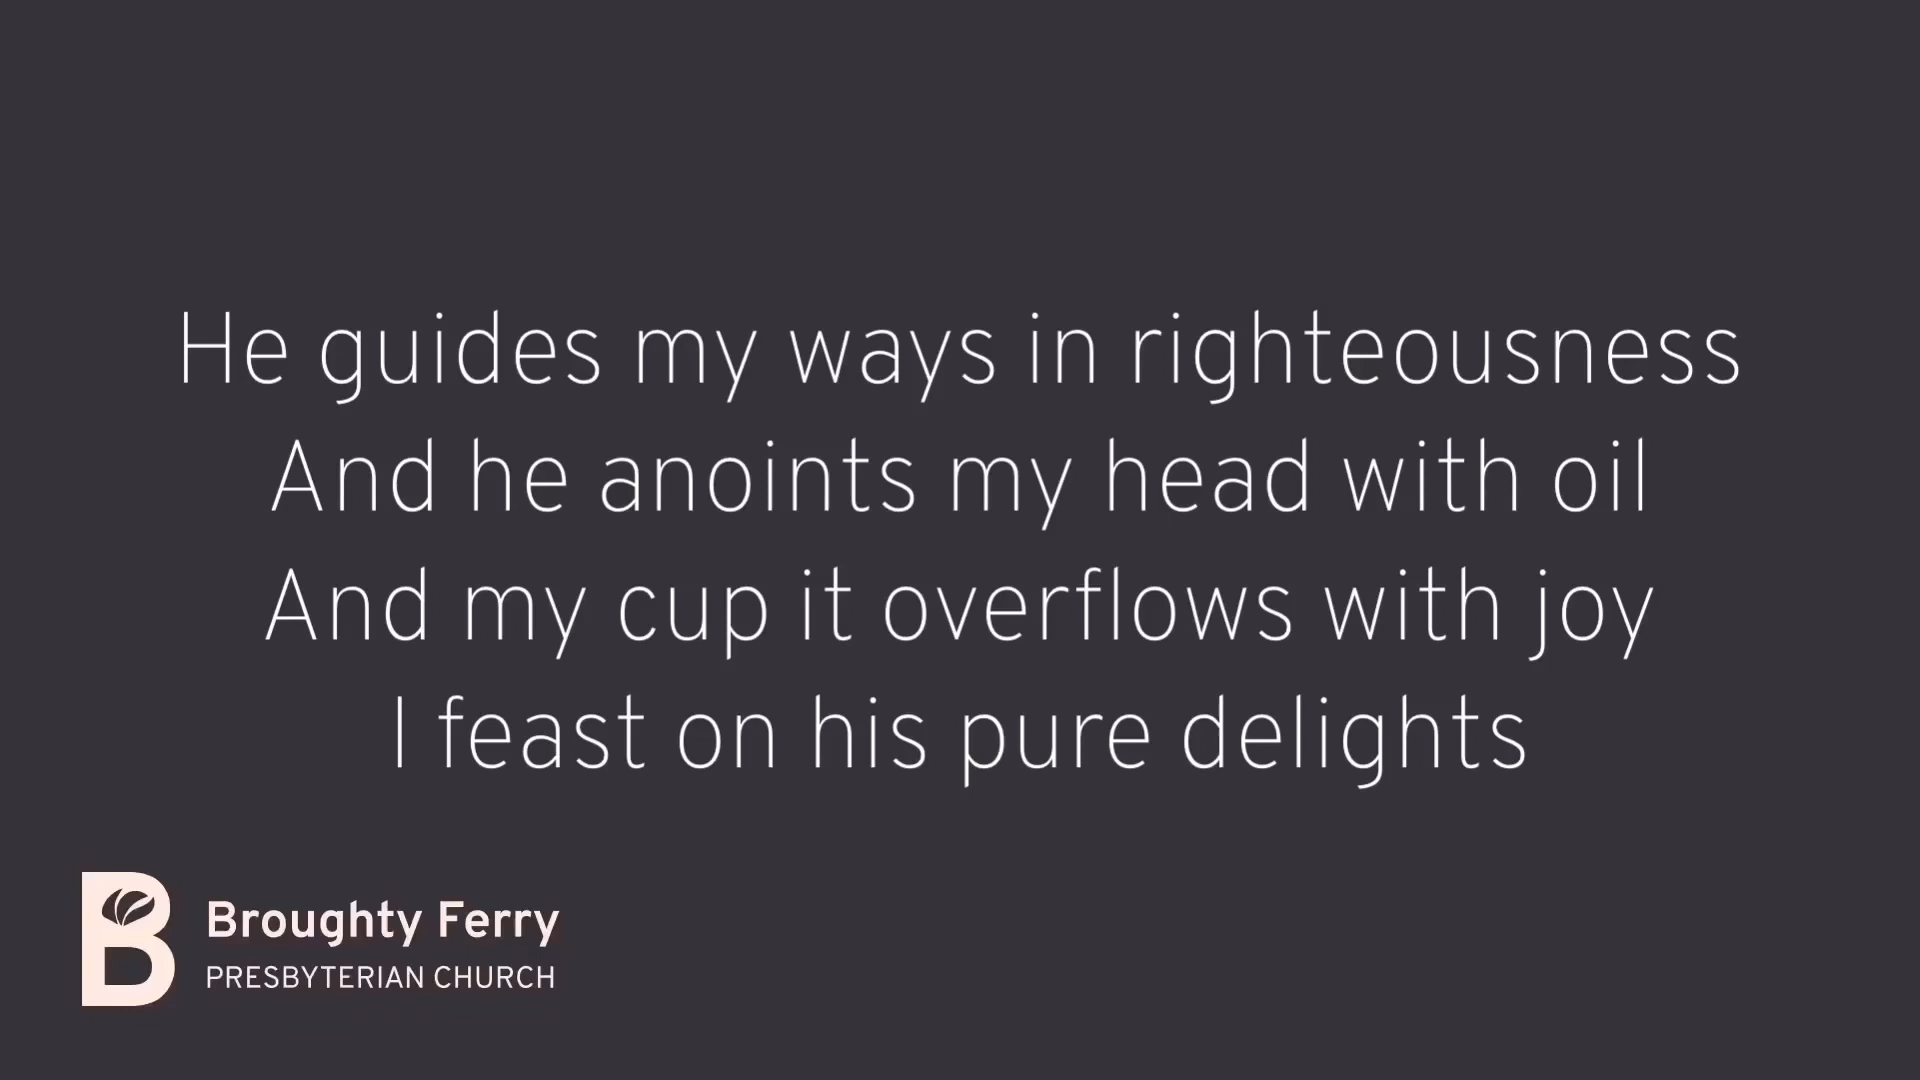 He guides my ways in righteousness
And he anoints my head with oil
And my cup it overflows with joy
I feast on his pure delights
Broughty Ferry
PRESBYTERIAN CHURCH